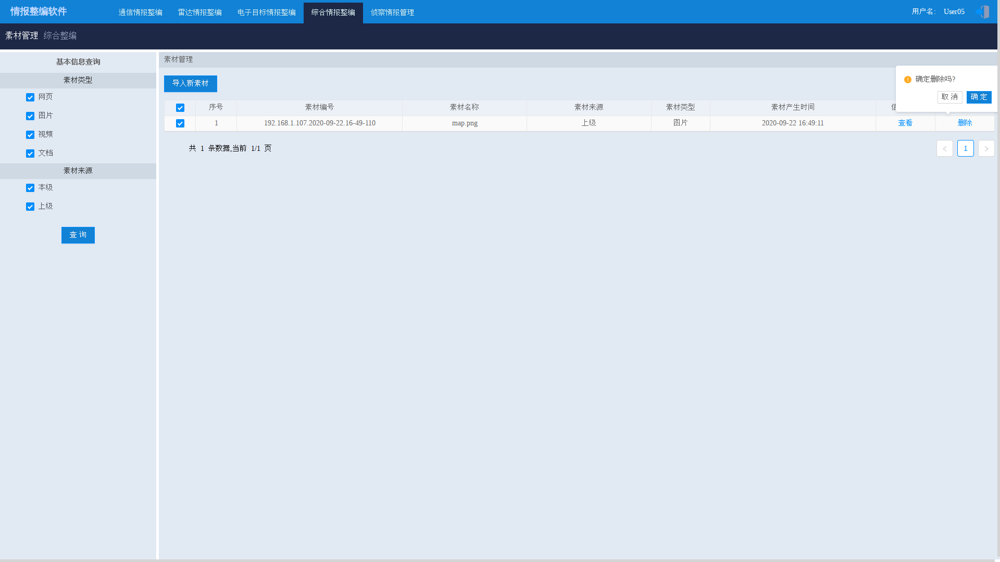 情报整编软件 通信情报整编 雷达情报整编 电子目标情报整编 综合情报整编 侦察情报管理 用户名： User05
素材管理 综合整编
基本信息查询
素材类型
网页
图片
视频
文档
素材来源
本级
上级
查 询
素材管理
导入新素材
确定删除吗?
取 消 确 定
序号 素材编号 素材名称 素材来源 素材类型 素材产生时间
1 192.168.1.107.2020-09-22.16-49-110 map.png 上级 图片 2020-09-22 16:49:11 查看 删除
共 1 条数据,当前 1/1 页
< 1 >